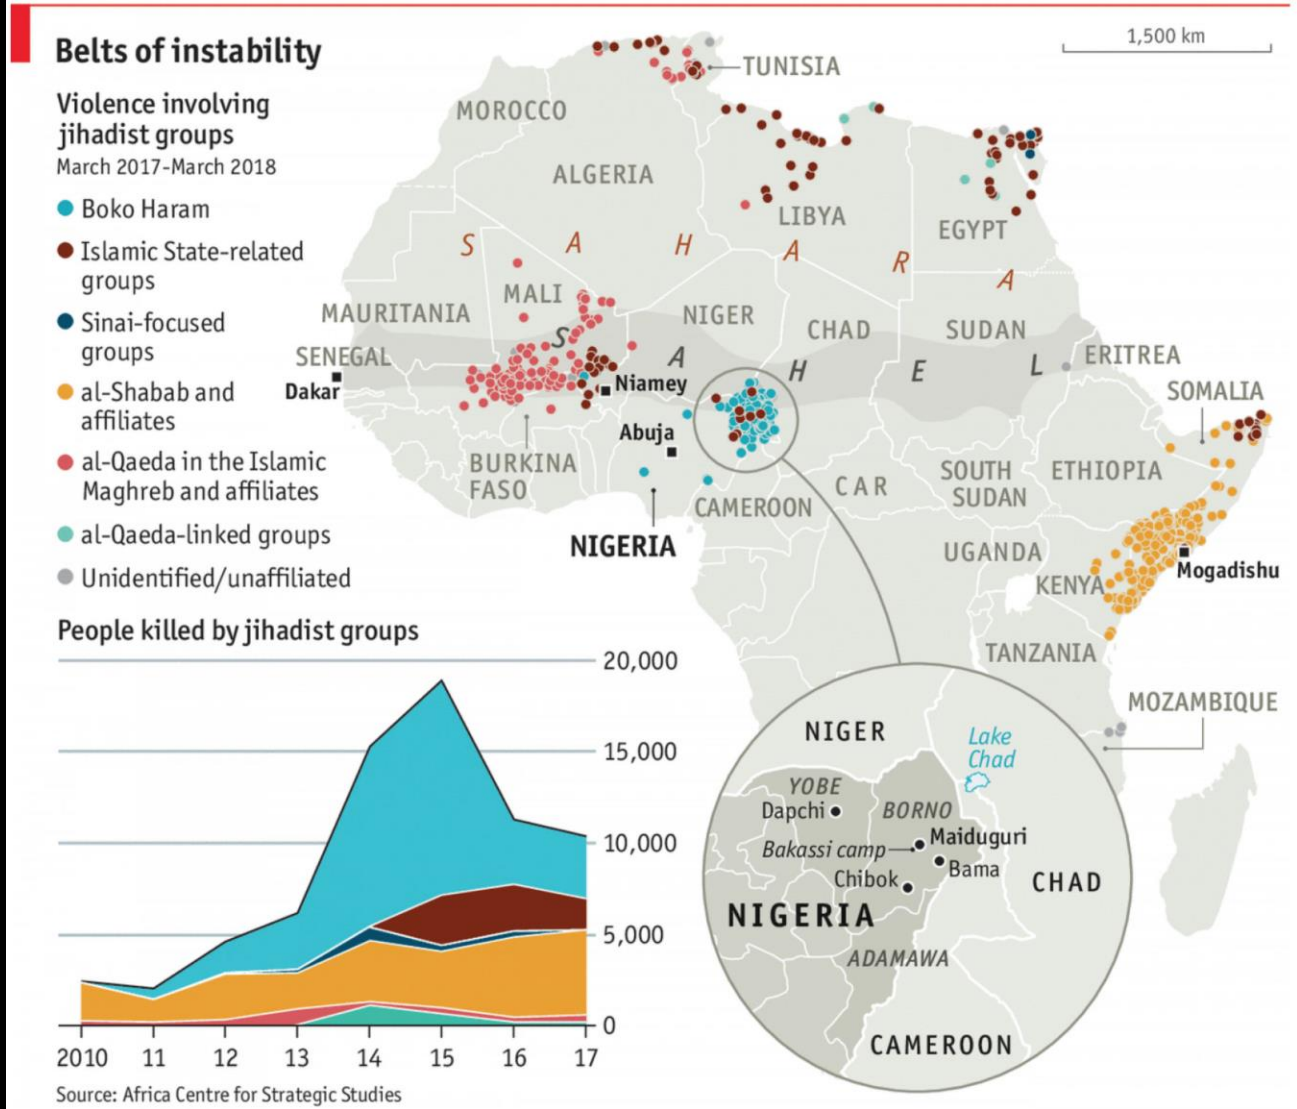 Belts of instability
Violence involving
jihadist groups
March 2017-March 2018
Boko Haram
Islamic State-related
groups
Sinai-focused
groups
al-Shabab and
affiliates
al-Qaeda in the Islamic
Maghreb and affiliates
al-Qaeda-linked groups
Unidentified/unaffiliated
1,500 km
TUNISIA
MOROCCO
ALGERIA
LIBYA
EGYPT
S A H A R A
MAURITANIA
MALI
NIGER
CHAD
SUDAN
ERITREA
SENEGAL
S A H E L
Dakar
Niamey
SOMALIA
Abuja
BURKINA
FASO
CAMEROON
CAR
SOUTH
SUDAN
ETHIOPIA
NIGERIA
UGANDA
KENYA
Mogadishu
TANZANIA
MOZAMBIQUE
NIGER
Lake
Chad
YOBE
Dapchi
BORNO
Maiduguri
Bakassi camp
Bama
Chibok
CHAD
NIGERIA
ADAMAWA
CAMEROON
People killed by jihadist groups
20,000
15,000
10,000
5,000
0
2010 11 12 13 14 15 16 17
Source: Africa Centre for Strategic Studies